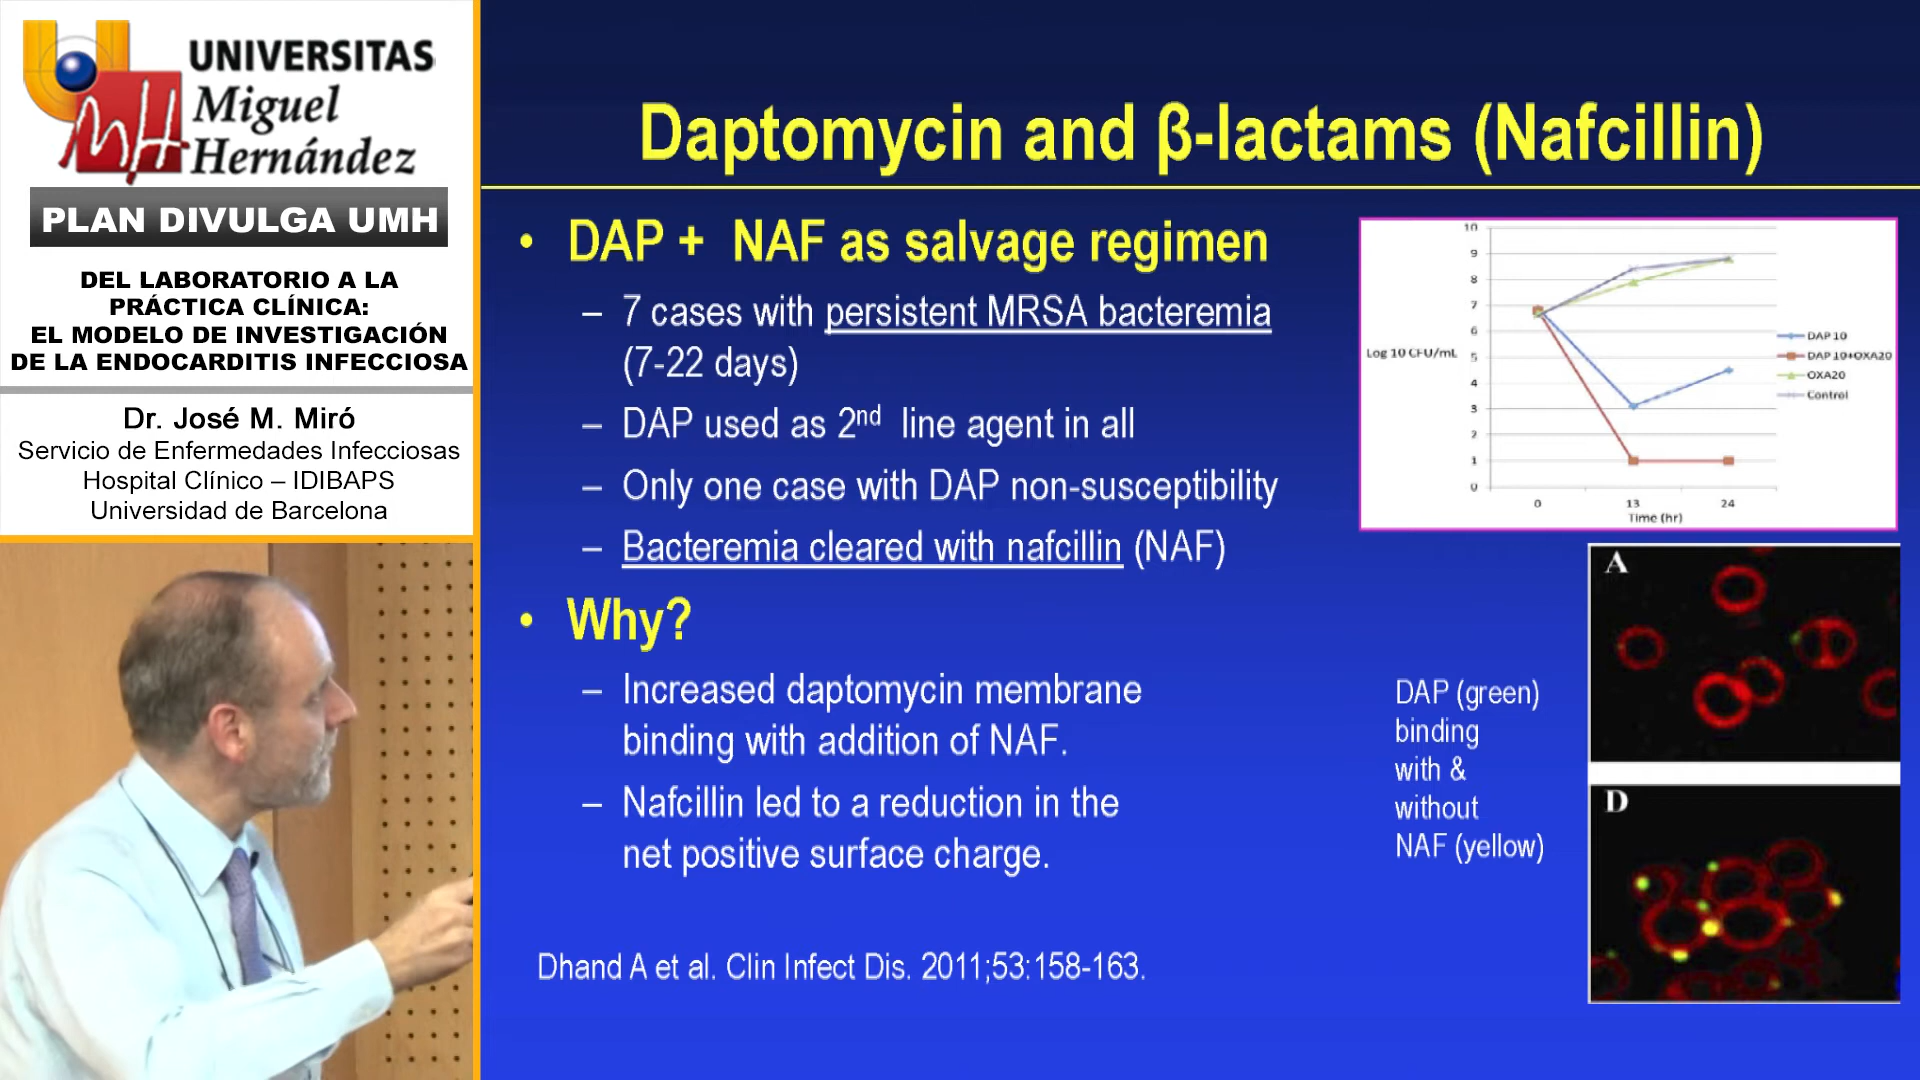 UNIVERSITAS
Miguel
Hernández
PLAN DIVULGA UMH
DEL LABORATORIO A LA
PRÁCTICA CLÍNICA:
EL MODELO DE INVESTIGACIÓN
DE LA ENDOCARDITIS INFECCIOSA
Dr. José M. Miró
Servicio de Enfermedades Infecciosas
Hospital Clínico – IDIBAPS
Universidad de Barcelona
Daptomycin and β-lactams (Nafcillin)
• DAP + NAF as salvage regimen
– 7 cases with persistent MRSA bacteremia
(7-22 days)
– DAP used as 2nd line agent in all
– Only one case with DAP non-susceptibility
– Bacteremia cleared with nafcillin (NAF)
• Why?
– Increased daptomycin membrane
binding with addition of NAF.
– Nafcillin led to a reduction in the
net positive surface charge.
Dhand A et al. Clin Infect Dis. 2011;53:158-163.
10
9
8
7
6
5
4
3
2
1
0
Log 10 CFU/mL
0 13 24
Time (hr)
DAP 10
DAP 10+OXA20
OXA20
Control
DAP (green)
binding
with &
without
NAF (yellow)
A
D